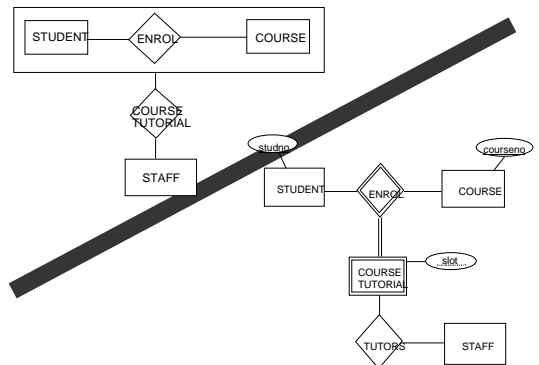 STUDENT
ENROL
COURSE
COURSE
TUTORIAL
STAFF
studno
STUDENT
ENROL
courseno
COURSE
COURSE
TUTORIAL
slot
TUTORS
STAFF